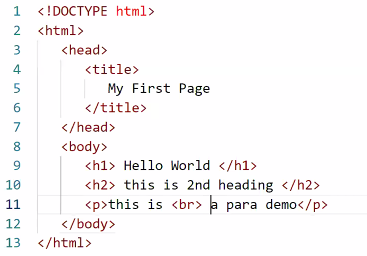 1 <!DOCTYPE html>
2 <html>
3 <head>
4 <title>
5 My First Page
6 </title>
7 </head>
8 <body>
9 <h1> Hello World </h1>
10 <h2> this is 2nd heading </h2>
11 <p>this is <br> a para demo</p>
12 </body>
13 </html>